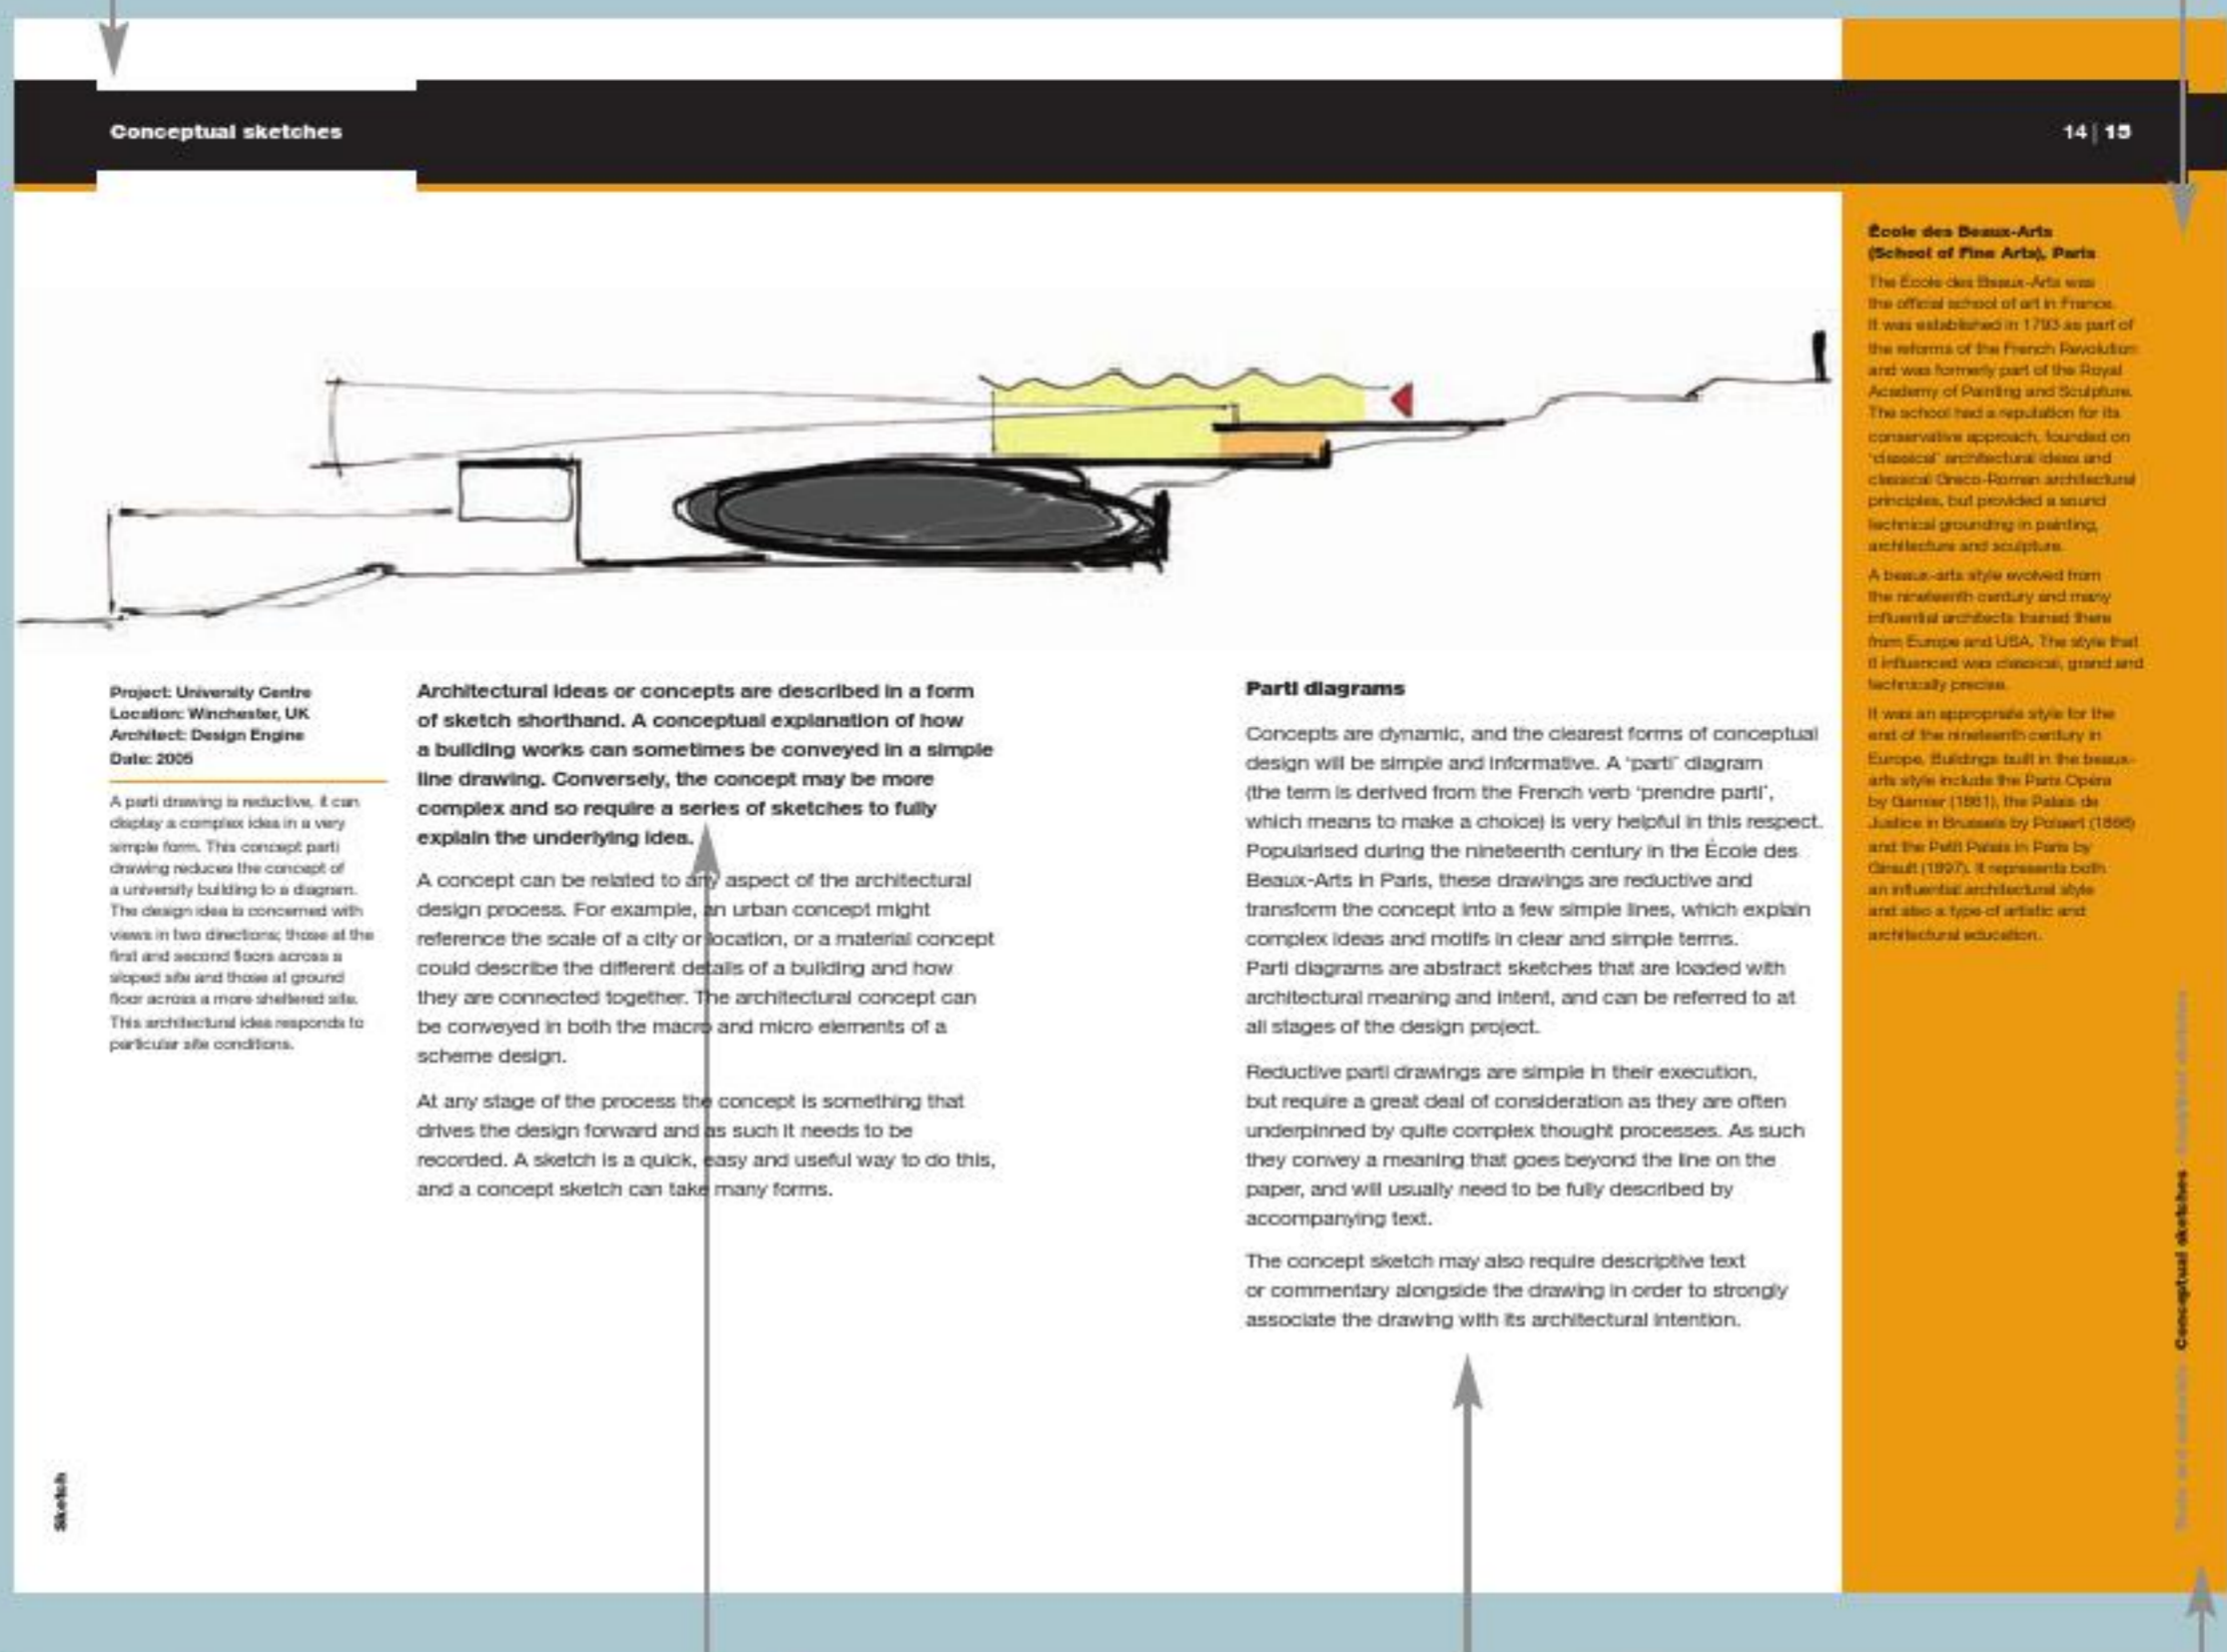 Conceptual sketches
14 | 15
Project: University Centre
Location: Winchester, UK
Architect: Design Engine
Date: 2005
A parti drawing is reductive, it can
display a complex idea in a very
simple form. This concept parti
drawing reduces the concept of
a university building to a diagram.
The design idea is concerned with
views in two directions; those at the
first and second floors across a
sloped site and those at ground
floor across a more sheltered site.
This architectural idea responds to
particular site conditions.
Architectural ideas or concepts are described in a form
of sketch shorthand. A conceptual explanation of how
a building works can sometimes be conveyed in a simple
line drawing. Conversely, the concept may be more
complex and so require a series of sketches to fully
explain the underlying idea.
A concept can be related to any aspect of the architectural
design process. For example, an urban concept might
reference the scale of a city or location, or a material concept
could describe the different details of a building and how
they are connected together. The architectural concept can
be conveyed in both the macro and micro elements of a
scheme design.
At any stage of the process the concept is something that
drives the design forward and as such it needs to be
recorded. A sketch is a quick, easy and useful way to do this,
and a concept sketch can take many forms.
Parti diagrams
Concepts are dynamic, and the clearest forms of conceptual
design will be simple and informative. A 'parti' diagram
(the term is derived from the French verb 'prendre parti',
which means to make a choice) is very helpful in this respect.
Popularised during the nineteenth century in the École des
Beaux-Arts in Paris, these drawings are reductive and
transform the concept into a few simple lines, which explain
complex ideas and motifs in clear and simple terms.
Parti diagrams are abstract sketches that are loaded with
architectural meaning and intent, and can be referred to at
all stages of the design project.
Reductive parti drawings are simple in their execution,
but require a great deal of consideration as they are often
underpinned by quite complex thought processes. As such
they convey a meaning that goes beyond the line on the
paper, and will usually need to be fully described by
accompanying text.
The concept sketch may also require descriptive text
or commentary alongside the drawing in order to strongly
associate the drawing with its architectural intention.
École des Beaux-Arts
(School of Fine Arts), Paris
The École des Beaux-Arts was
the official school of art in France.
It was established in 1793 as part of
the reforms of the French Revolution
and was formerly part of the Royal
Academy of Painting and Sculpture.
The school had a reputation for its
conservative approach, founded on
'classical' architectural ideas and
classical Greco-Roman architectural
principles, but provided a sound
technical grounding in painting,
architecture and sculpture.
A beaux-arts style evolved from
the nineteenth century and many
influential architects trained there
from Europe and USA. The style that
it influenced was classical, grand and
technically precise.
It was an appropriate style for the
end of the nineteenth century in
Europe. Buildings built in the beaux-
arts style include the Paris Opéra
by Garnier (1861), the Palais de
Justice in Brussels by Polaert (1866)
and the Petit Palais in Paris by
Girault (1897). It represents both
an influential architectural style
and also a type of artistic and
architectural education.
Sketch
Conceptual sketches